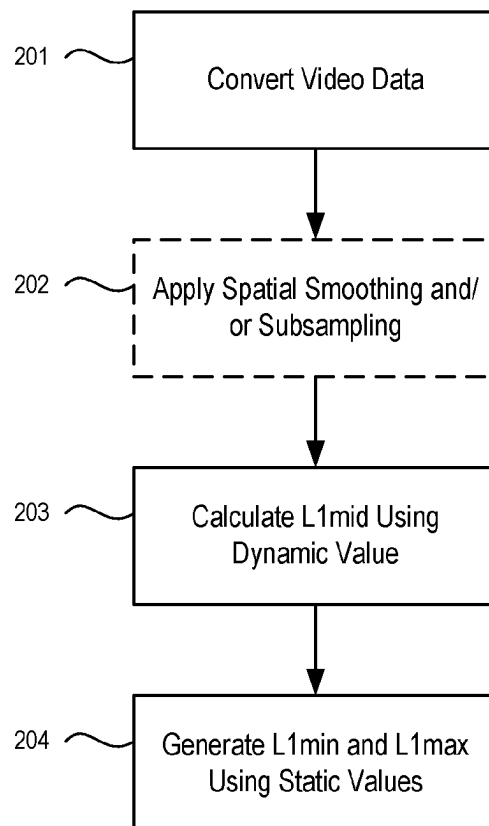 201
Convert Video Data
202
Apply Spatial Smoothing and/
or Subsampling
203
Calculate L1mid Using
Dynamic Value
204
Generate L1min and L1max
Using Static Values